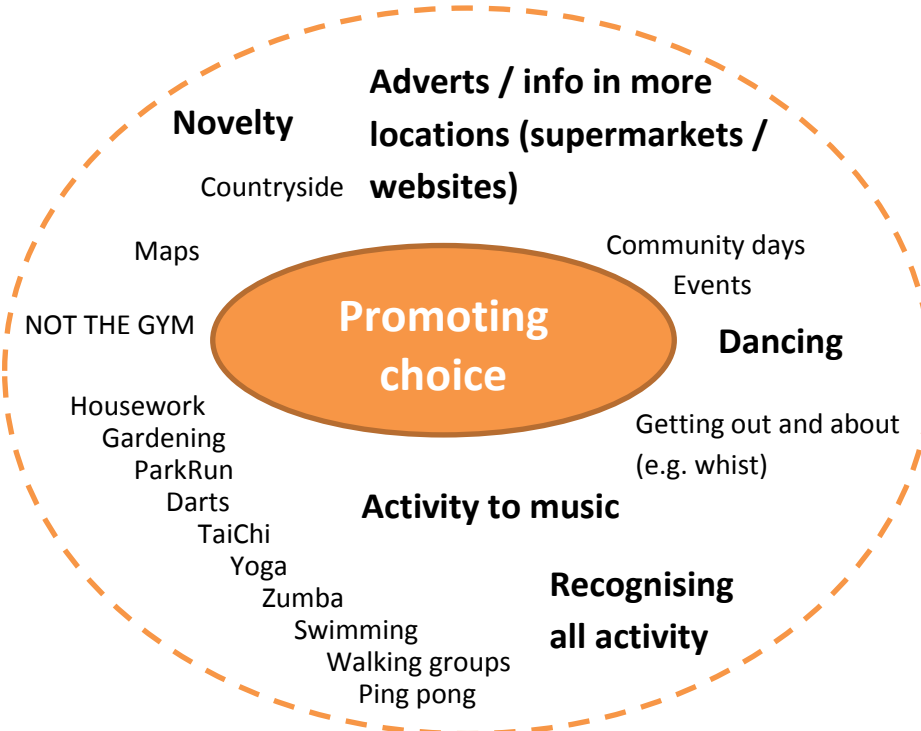 Adverts / info in more
locations (supermarkets /
websites)
Novelty
Countryside
Maps
Community days
Events
NOT THE GYM
Promoting
choice
Dancing
Housework
Gardening
ParkRun
Darts
TaiChi
Yoga
Zumba
Swimming
Walking groups
Ping pong
Getting out and about
(e.g. whist)
Activity to music
Recognising
all activity